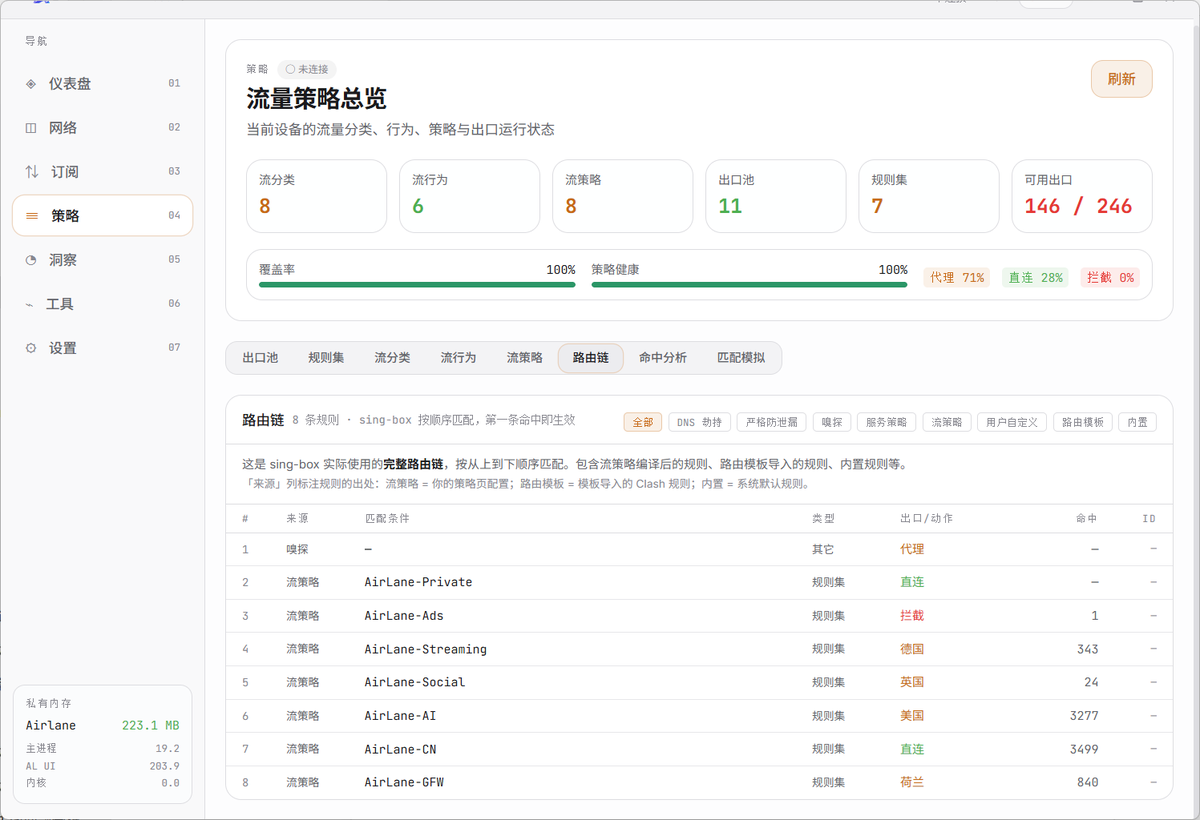 导航
仪表盘 01
网络 02
订阅 03
策略 04
洞察 05
工具 06
设置 07
私有内存
Airlane 223.1 MB
主进程 19.2
AL UI 203.9
内核 0.0
策略 未连接
流量策略总览
当前设备的流量分类、行为、策略与出口运行状态
刷新
流分类 流行为 流策略 出口池 规则集 可用出口
8 6 8 11 7 146 / 246
覆盖率 100% 策略健康 100% 代理 71% 直连 28% 拦截 0%
出口池 规则集 流分类 流行为 流策略 路由链 命中分析 匹配模拟
路由链 8 条规则 · sing-box 按顺序匹配，第一条命中即生效 全部 DNS 劫持 严格防泄漏 嗅探 服务策略 流策略 用户自定义 路由模板 内置
这是 sing-box 实际使用的完整路由链，按从上到下顺序匹配。包含流策略编译后的规则、路由模板导入的规则、内置规则等。
「来源」列标注规则的出处：流策略 = 你的策略页配置；路由模板 = 模板导入的 Clash 规则；内置 = 系统默认规则。
# 来源 匹配条件 类型 出口/动作 命中 ID
1 嗅探 — 其它 代理 — —
2 流策略 AirLane-Private 规则集 直连 — —
3 流策略 AirLane-Ads 规则集 拦截 1 —
4 流策略 AirLane-Streaming 规则集 德国 343 —
5 流策略 AirLane-Social 规则集 英国 24 —
6 流策略 AirLane-AI 规则集 美国 3277 —
7 流策略 AirLane-CN 规则集 直连 3499 —
8 流策略 AirLane-GFW 规则集 荷兰 840 —